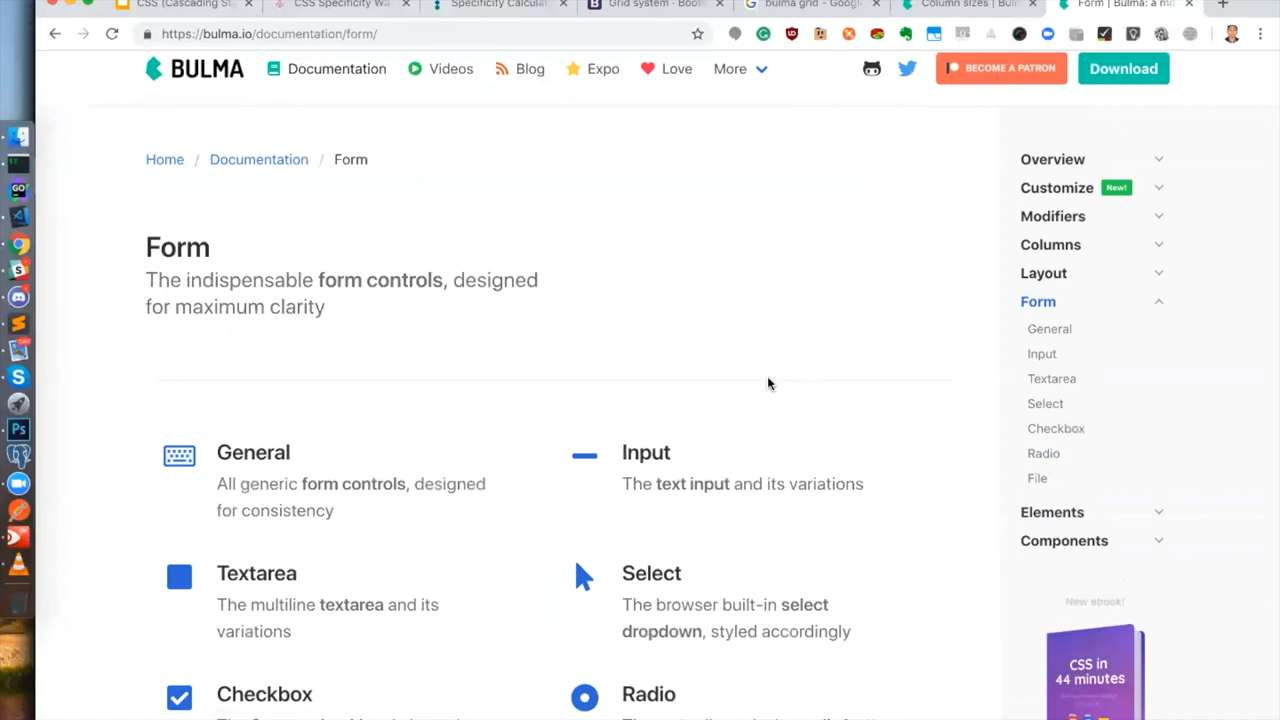 CSS (Cascading St
CSS Specificity Wa
Specificity Calcula
Grid system · Boots
bulma grid - Google
Column sizes | Bulm
Form | Bulma: a mo
https://bulma.io/documentation/form/
BULMA
Documentation
Videos
Blog
Expo
Love
More
BECOME A PATRON
Download
Home / Documentation / Form
Form
The indispensable form controls, designed
for maximum clarity
General
All generic form controls, designed
for consistency
Input
The text input and its variations
Textarea
The multiline textarea and its
variations
Select
The browser built-in select
dropdown, styled accordingly
Checkbox
Radio
Overview
Customize New!
Modifiers
Columns
Layout
Form
General
Input
Textarea
Select
Checkbox
Radio
File
Elements
Components
New ebook!
CSS in
44 minutes
GO
S
Ps